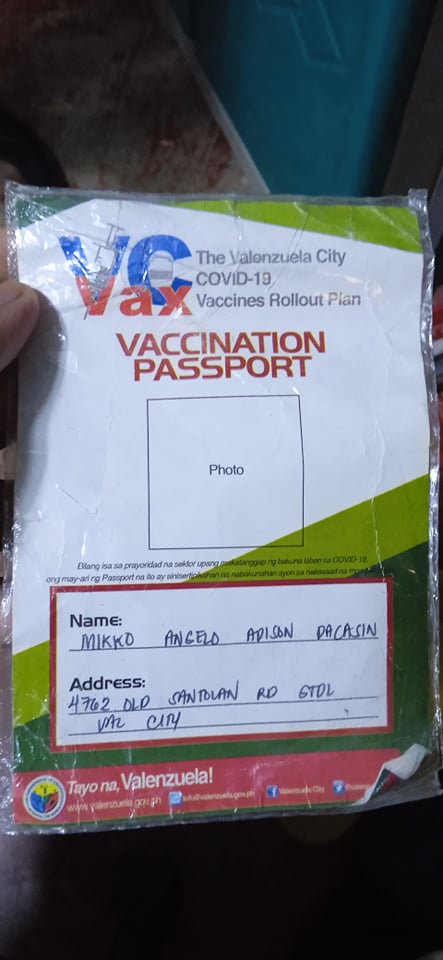 VC The Valenzuela City
Vax COVID-19
Vaccines Rollout Plan
VACCINATION
PASSPORT
Photo
Bilang isa sa prayoridad na sektor upang makatanggap ng bakuna laban sa COVID-19,
ang may-ari ng Passport na ito ay sinisertipikahan na nabakunahan ayon sa nakasaad na
Name:
MIKKO ANGELO ADISON DACASIN
Address:
4762 OLD SANTOLAN RD GTDL
VAL CITY
Tayo na, Valenzuela!
www.valenzuela.gov.ph info@valenzuela.gov.ph Valenzuela City